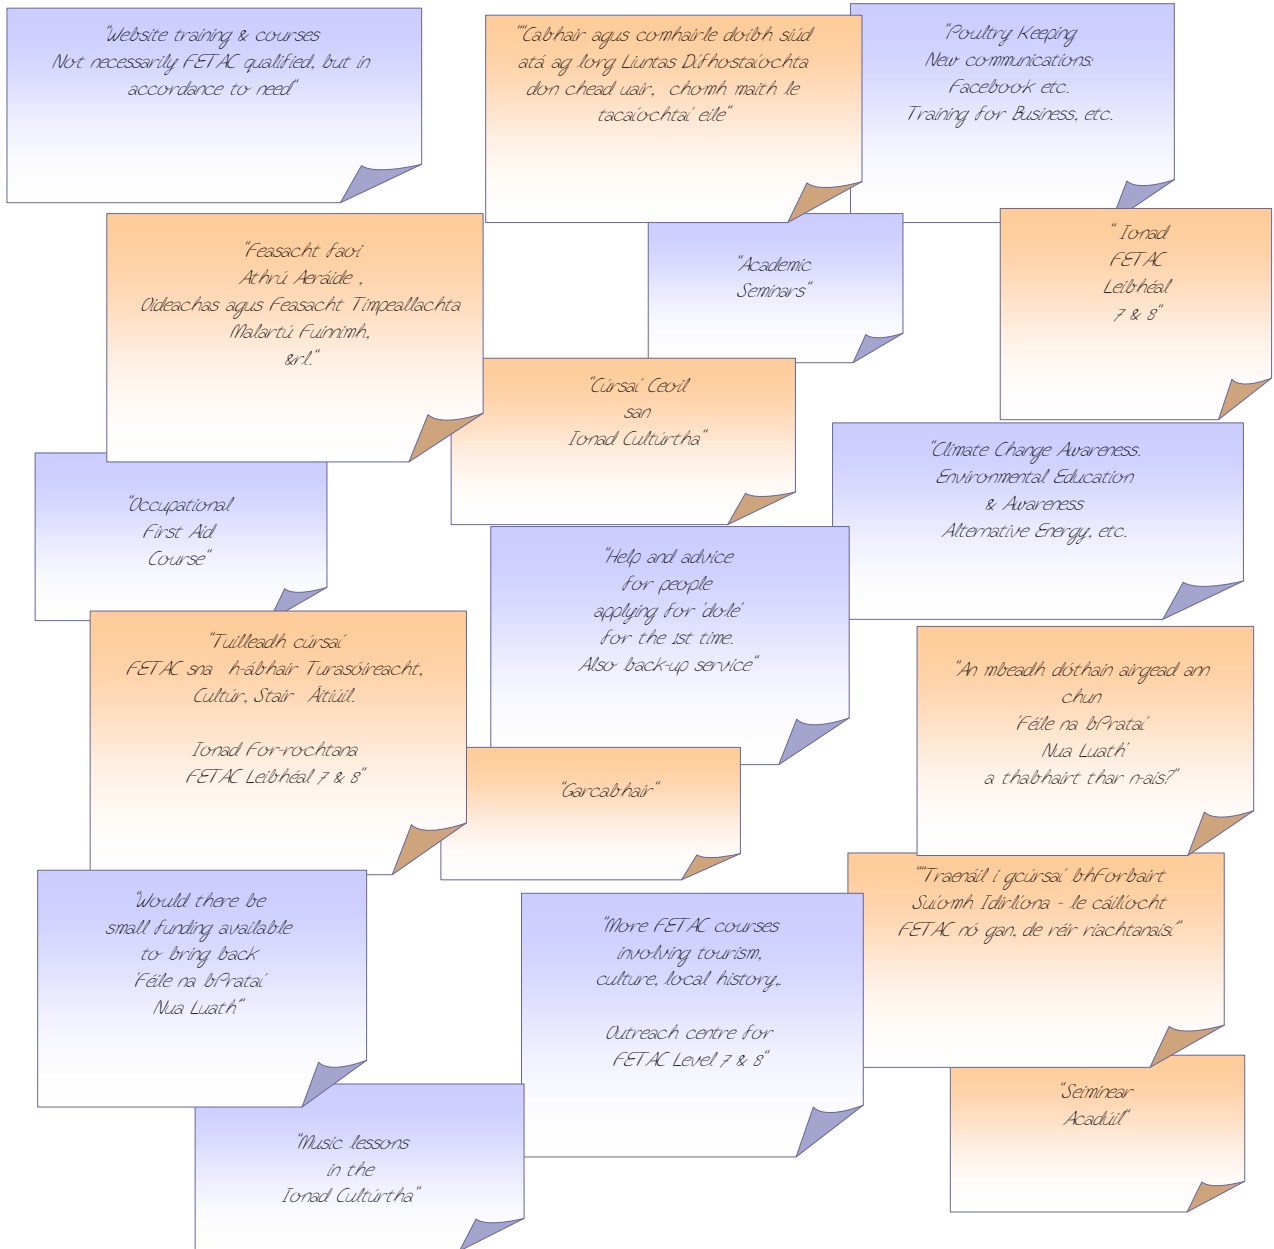 "Website training & courses
Not necessarily FETAC qualified, but in
accordance to need"
""Cabhair agus comhairle doibh siúd
atá ag lorg Liuntas Dífhostaíochta
don chead uair,  chomh maith le
tacaíochtaí eile"
"Poultry Keeping
New communications:
Facebook etc.
Training for Business, etc.
"Feasacht faoi
Athrú Aeráide ,
Oideachas agus Feasacht Timpeallachta
Malartú Fuinnimh,
&rl."
"Academic
Seminars"
" Ionad
FETAC
Leibhéal
7 & 8"
"Cúrsaí Ceoil
san
Ionad Cultúrtha"
"Climate Change Awareness.
Environmental Education
& Awareness
Alternative Energy, etc.
"Occupational
First Aid
Course"
"Help and advice
for people
applying for 'dole'
for the 1st time.
Also back-up service"
"Tuilleadh cúrsaí
FETAC sna  h-ábhair Turasóireacht,
Cultúr, Stair  Áitiúil.
Ionad For-rochtana
FETAC Leibhéal 7 & 8"
"An mbeadh dóthain airgead ann
chun
'Féile na bPrataí
Nua Luath'
a thabhairt thar n-ais?"
"Garcabhair"
"Would there be
small funding available
to bring back
'Féile na bPrataí
Nua Luath'"
"More FETAC courses
involving tourism,
culture, local history,.
Outreach centre for
FETAC Level 7 & 8"
""Traenáil i gcúrsaí bhForbairt
Suíomh Idirlíona - le cáilíocht
FETAC nó gan, de réir riachtanaisí"
"Seiminear
Acadúil"
"Music lessons
in the
Ionad Cultúrtha"